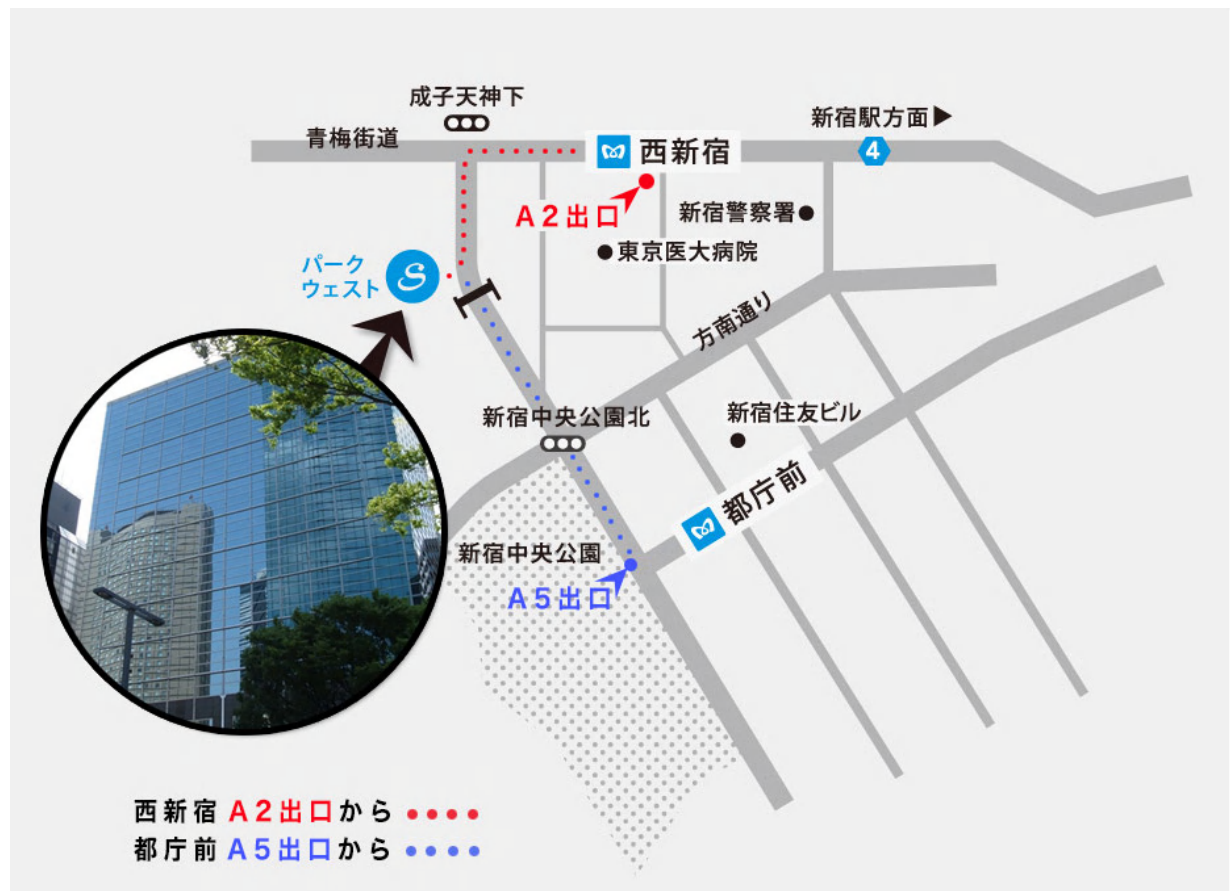 成子天神下
青梅街道
西新宿
新宿駅方面▶
4
A2出口
新宿警察署
東京医大病院
パーク
ウェスト
S
方南通り
新宿中央公園北
新宿住友ビル
都庁前
新宿中央公園
A5出口
西新宿 A2出口から
都庁前 A5出口から